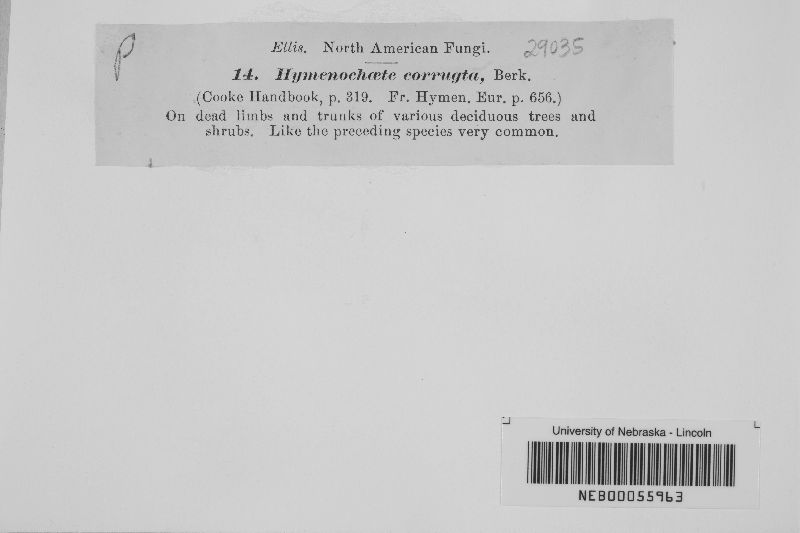 p
Ellis. North American Fungi. 29035
14. Hymenochæte corrugta, Berk.
(Cooke Handbook, p. 319. Fr. Hymen. Eur. p. 656.)
On dead limbs and trunks of various deciduous trees and
shrubs. Like the preceding species very common.
University of Nebraska - Lincoln
NEB00055963